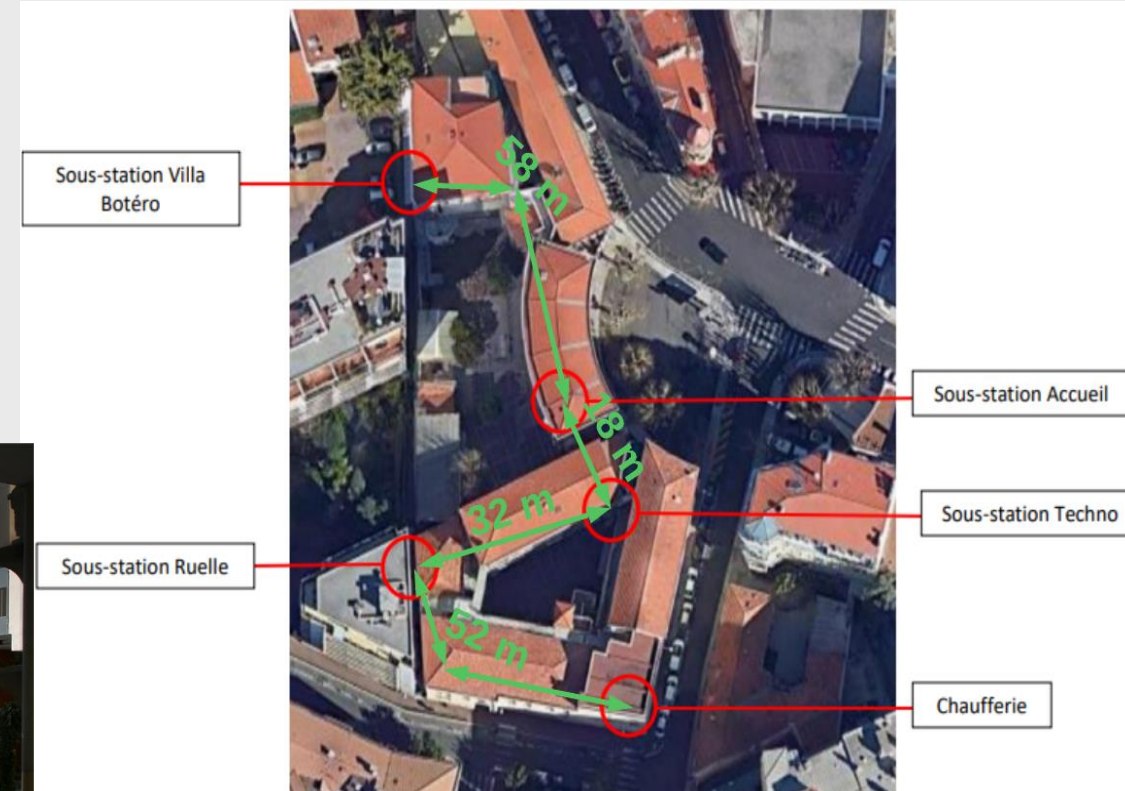 Sous-station Villa
Botéro
58 m
Sous-station Accueil
18 m
Sous-station Techno
32 m
Sous-station Ruelle
52 m
Chaufferie